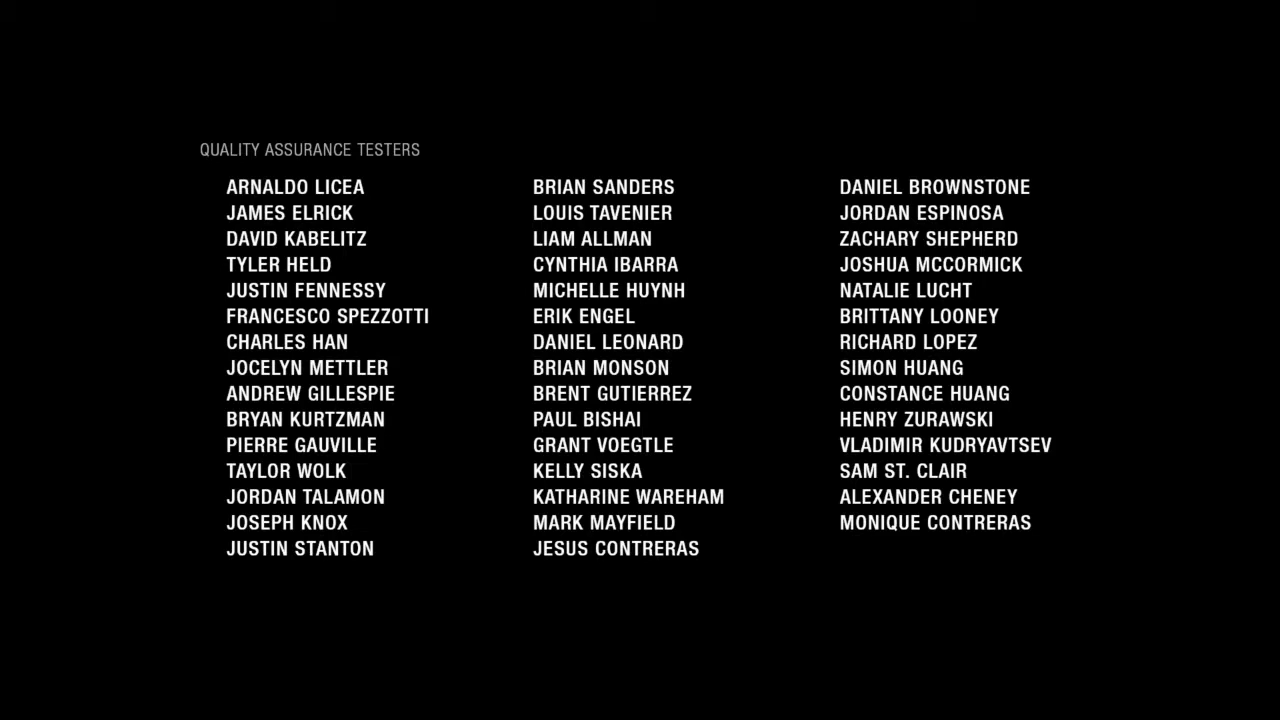 QUALITY ASSURANCE TESTERS
ARNALDO LICEA
JAMES ELRICK
DAVID KABELITZ
TYLER HELD
JUSTIN FENNESSY
FRANCESCO SPEZZOTTI
CHARLES HAN
JOCELYN METTLER
ANDREW GILLESPIE
BRYAN KURTZMAN
PIERRE GAUVILLE
TAYLOR WOLK
JORDAN TALAMON
JOSEPH KNOX
JUSTIN STANTON
BRIAN SANDERS
LOUIS TAVENIER
LIAM ALLMAN
CYNTHIA IBARRA
MICHELLE HUYNH
ERIK ENGEL
DANIEL LEONARD
BRIAN MONSON
BRENT GUTIERREZ
PAUL BISHAI
GRANT VOEGTLE
KELLY SISKA
KATHARINE WAREHAM
MARK MAYFIELD
JESUS CONTRERAS
DANIEL BROWNSTONE
JORDAN ESPINOSA
ZACHARY SHEPHERD
JOSHUA MCCORMICK
NATALIE LUCHT
BRITTANY LOONEY
RICHARD LOPEZ
SIMON HUANG
CONSTANCE HUANG
HENRY ZURAWSKI
VLADIMIR KUDRYAVTSEV
SAM ST. CLAIR
ALEXANDER CHENEY
MONIQUE CONTRERAS